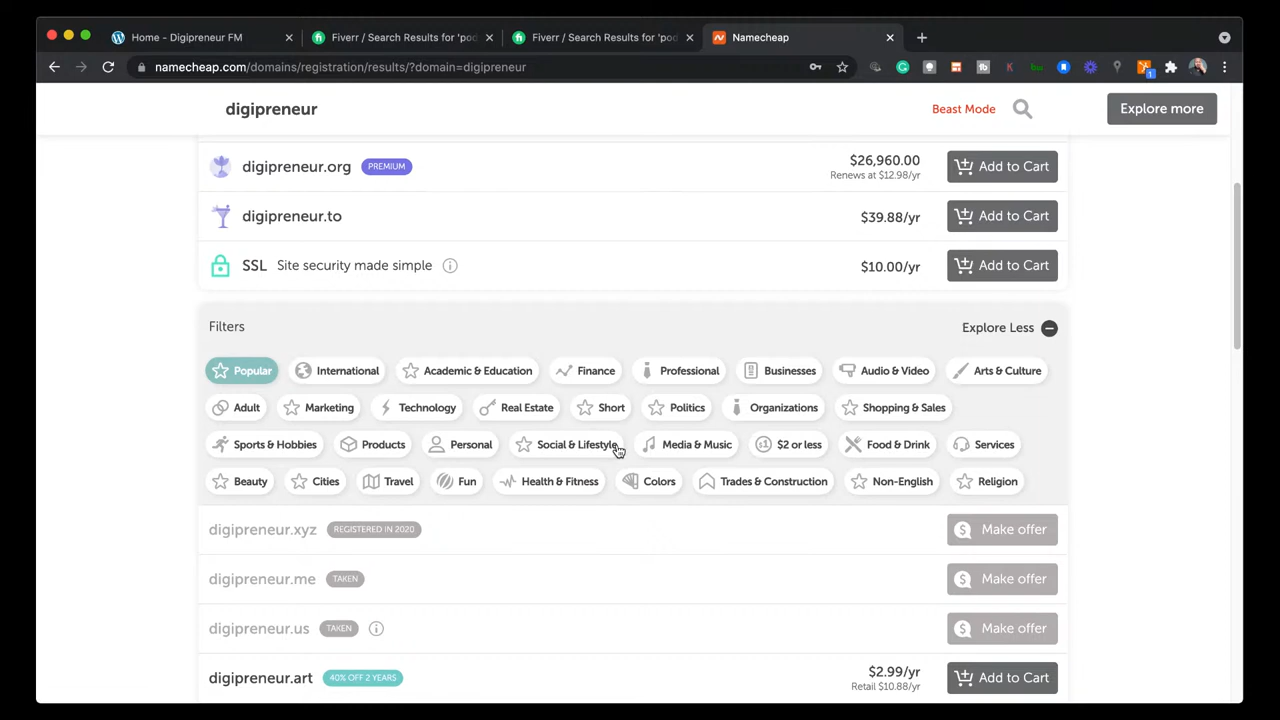 Home - Digipreneur FM
Fiverr / Search Results for 'pod
Fiverr / Search Results for 'pod
Namecheap
namecheap.com/domains/registration/results/?domain=digipreneur
digipreneur
Beast Mode
Explore more
digipreneur.org PREMIUM $26,960.00 Add to Cart
Renews at $12.98/yr
digipreneur.to $39.88/yr Add to Cart
SSL Site security made simple $10.00/yr Add to Cart
Filters Explore Less
Popular International Academic & Education Finance Professional Businesses Audio & Video Arts & Culture
Adult Marketing Technology Real Estate Short Politics Organizations Shopping & Sales
Sports & Hobbies Products Personal Social & Lifestyle Media & Music $2 or less Food & Drink Services
Beauty Cities Travel Fun Health & Fitness Colors Trades & Construction Non-English Religion
digipreneur.xyz REGISTERED IN 2020 Make offer
digipreneur.me TAKEN Make offer
digipreneur.us TAKEN Make offer
digipreneur.art 40% OFF 2 YEARS $2.99/yr Add to Cart
Retail $10.88/yr